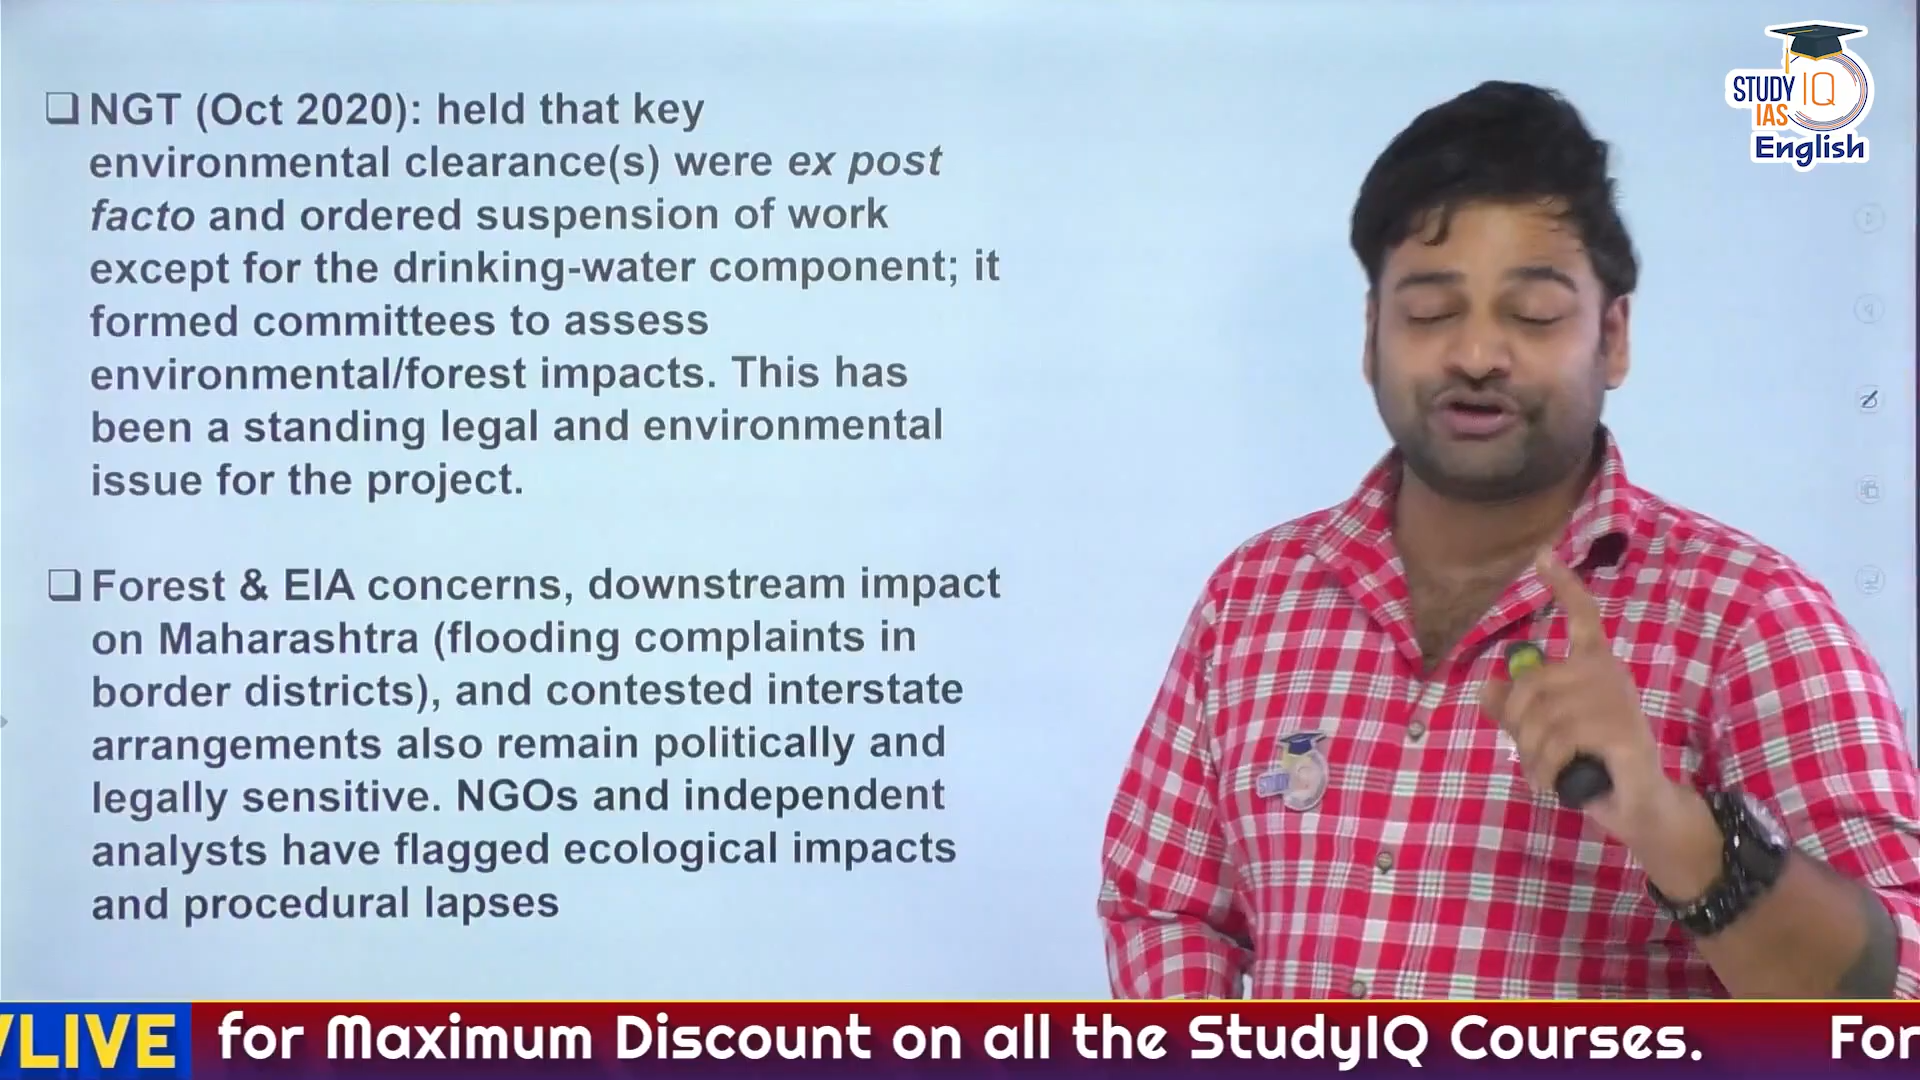 STUDY IQ
IAS
English
NGT (Oct 2020): held that key
environmental clearance(s) were ex post
facto and ordered suspension of work
except for the drinking-water component; it
formed committees to assess
environmental/forest impacts. This has
been a standing legal and environmental
issue for the project.
Forest & EIA concerns, downstream impact
on Maharashtra (flooding complaints in
border districts), and contested interstate
arrangements also remain politically and
legally sensitive. NGOs and independent
analysts have flagged ecological impacts
and procedural lapses
LIVE for Maximum Discount on all the StudyIQ Courses. For